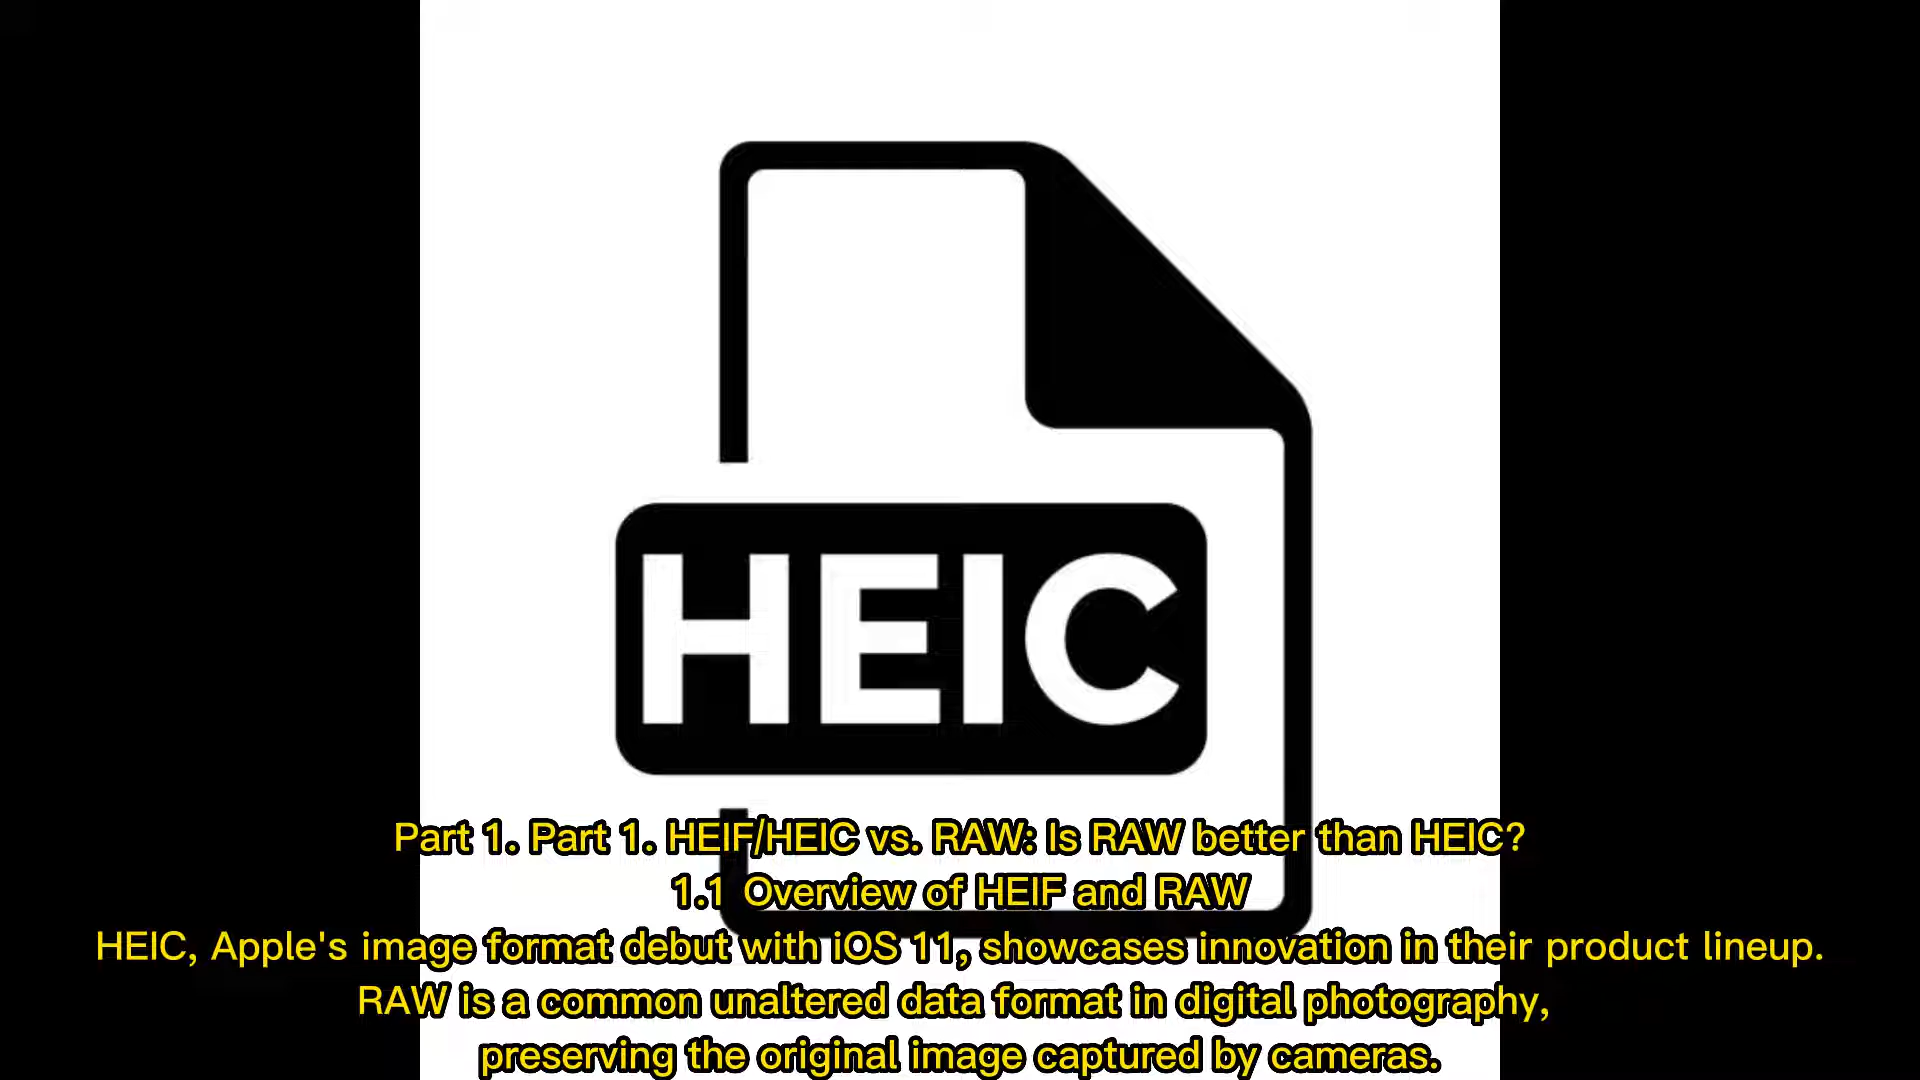 HEIC
Part 1. Part 1. HEIF/HEIC vs. RAW: Is RAW better than HEIC?
1.1 Overview of HEIF and RAW
HEIC, Apple's image format debut with iOS 11, showcases innovation in their product lineup.
RAW is a common unaltered data format in digital photography,
preserving the original image captured by cameras.